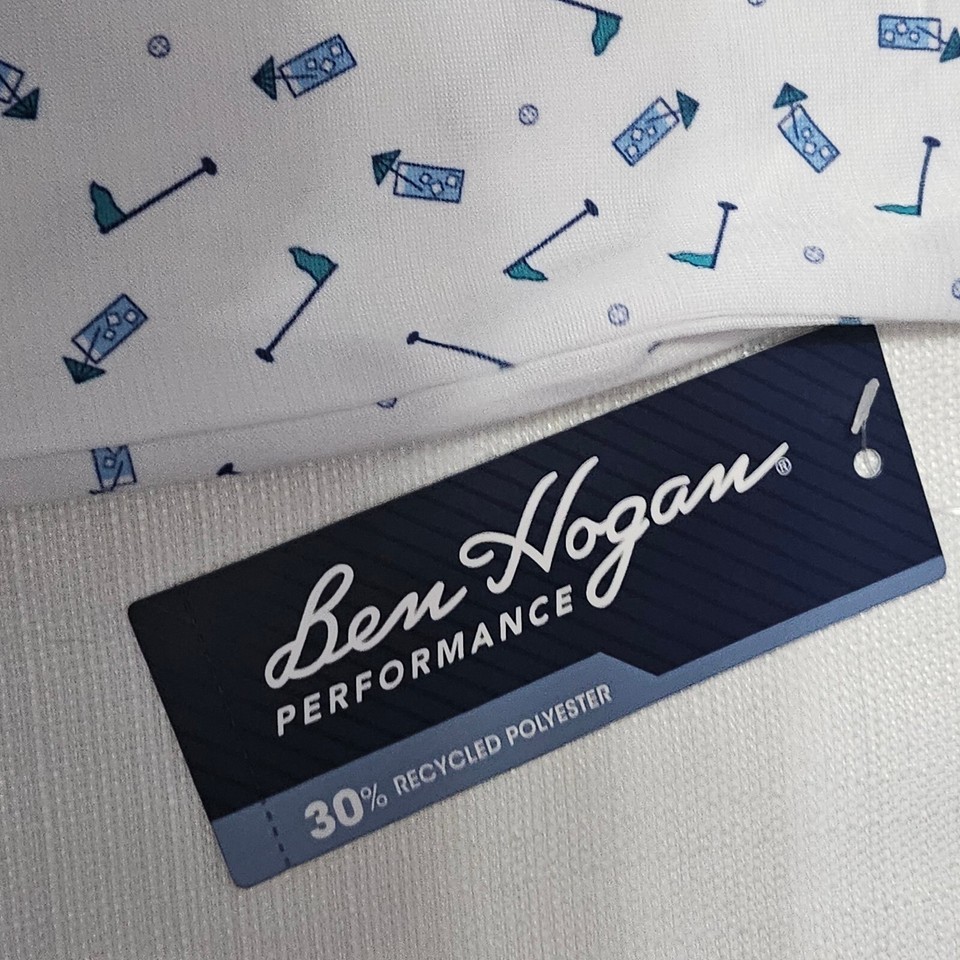 Ben Hogan®
PERFORMANCE
30% RECYCLED POLYESTER